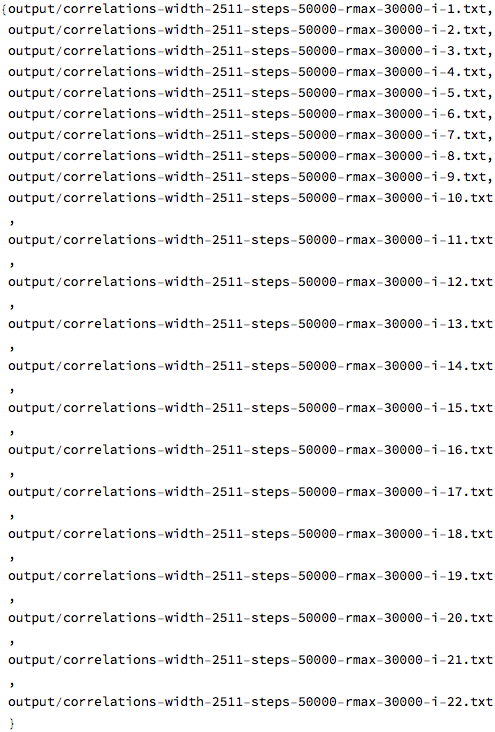 {output/correlations-width-2511-steps-50000-rmax-30000-i-1.txt,
output/correlations-width-2511-steps-50000-rmax-30000-i-2.txt,
output/correlations-width-2511-steps-50000-rmax-30000-i-3.txt,
output/correlations-width-2511-steps-50000-rmax-30000-i-4.txt,
output/correlations-width-2511-steps-50000-rmax-30000-i-5.txt,
output/correlations-width-2511-steps-50000-rmax-30000-i-6.txt,
output/correlations-width-2511-steps-50000-rmax-30000-i-7.txt,
output/correlations-width-2511-steps-50000-rmax-30000-i-8.txt,
output/correlations-width-2511-steps-50000-rmax-30000-i-9.txt,
output/correlations-width-2511-steps-50000-rmax-30000-i-10.txt
,
output/correlations-width-2511-steps-50000-rmax-30000-i-11.txt
,
output/correlations-width-2511-steps-50000-rmax-30000-i-12.txt
,
output/correlations-width-2511-steps-50000-rmax-30000-i-13.txt
,
output/correlations-width-2511-steps-50000-rmax-30000-i-14.txt
,
output/correlations-width-2511-steps-50000-rmax-30000-i-15.txt
,
output/correlations-width-2511-steps-50000-rmax-30000-i-16.txt
,
output/correlations-width-2511-steps-50000-rmax-30000-i-17.txt
,
output/correlations-width-2511-steps-50000-rmax-30000-i-18.txt
,
output/correlations-width-2511-steps-50000-rmax-30000-i-19.txt
,
output/correlations-width-2511-steps-50000-rmax-30000-i-20.txt
,
output/correlations-width-2511-steps-50000-rmax-30000-i-21.txt
,
output/correlations-width-2511-steps-50000-rmax-30000-i-22.txt
}